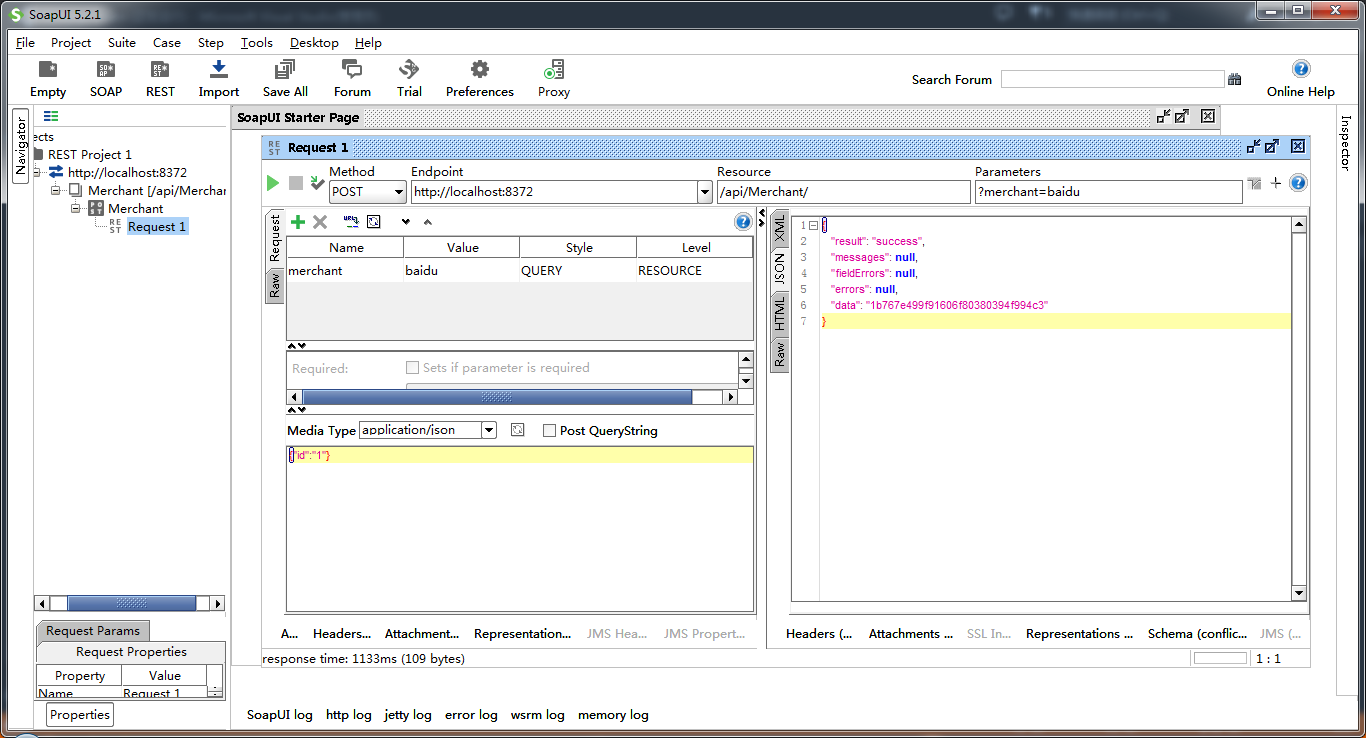 SoapUI 5.2.1
File Project Suite Case Step Tools Desktop Help
Empty SOAP REST Import Save All Forum Trial Preferences Proxy Search Forum Online Help
Navigator
ects
REST Project 1
http://localhost:8372
Merchant [/api/Merchar
Merchant
Request 1
SoapUI Starter Page
Request 1
Method Endpoint Resource Parameters
POST http://localhost:8372 /api/Merchant/ ?merchant=baidu
Request
Raw
Name Value Style Level
merchant baidu QUERY RESOURCE
Required: Sets if parameter is required
Media Type application/json Post QueryString
{"id":"1"}
A... Headers... Attachment... Representation... JMS Hea... JMS Propert...
XML
JSON
HTML
Raw
1 {
2 "result": "success",
3 "messages": null,
4 "fieldErrors": null,
5 "errors": null,
6 "data": "1b767e499f91606f80380394f994c3"
7 }
Headers (... Attachments ... SSL In... Representations ... Schema (conflic... JMS (...
response time: 1133ms (109 bytes) 1 : 1
Inspector
Request Params
Request Properties
Property Value
Name Request 1
Properties
SoapUI log http log jetty log error log wsrm log memory log